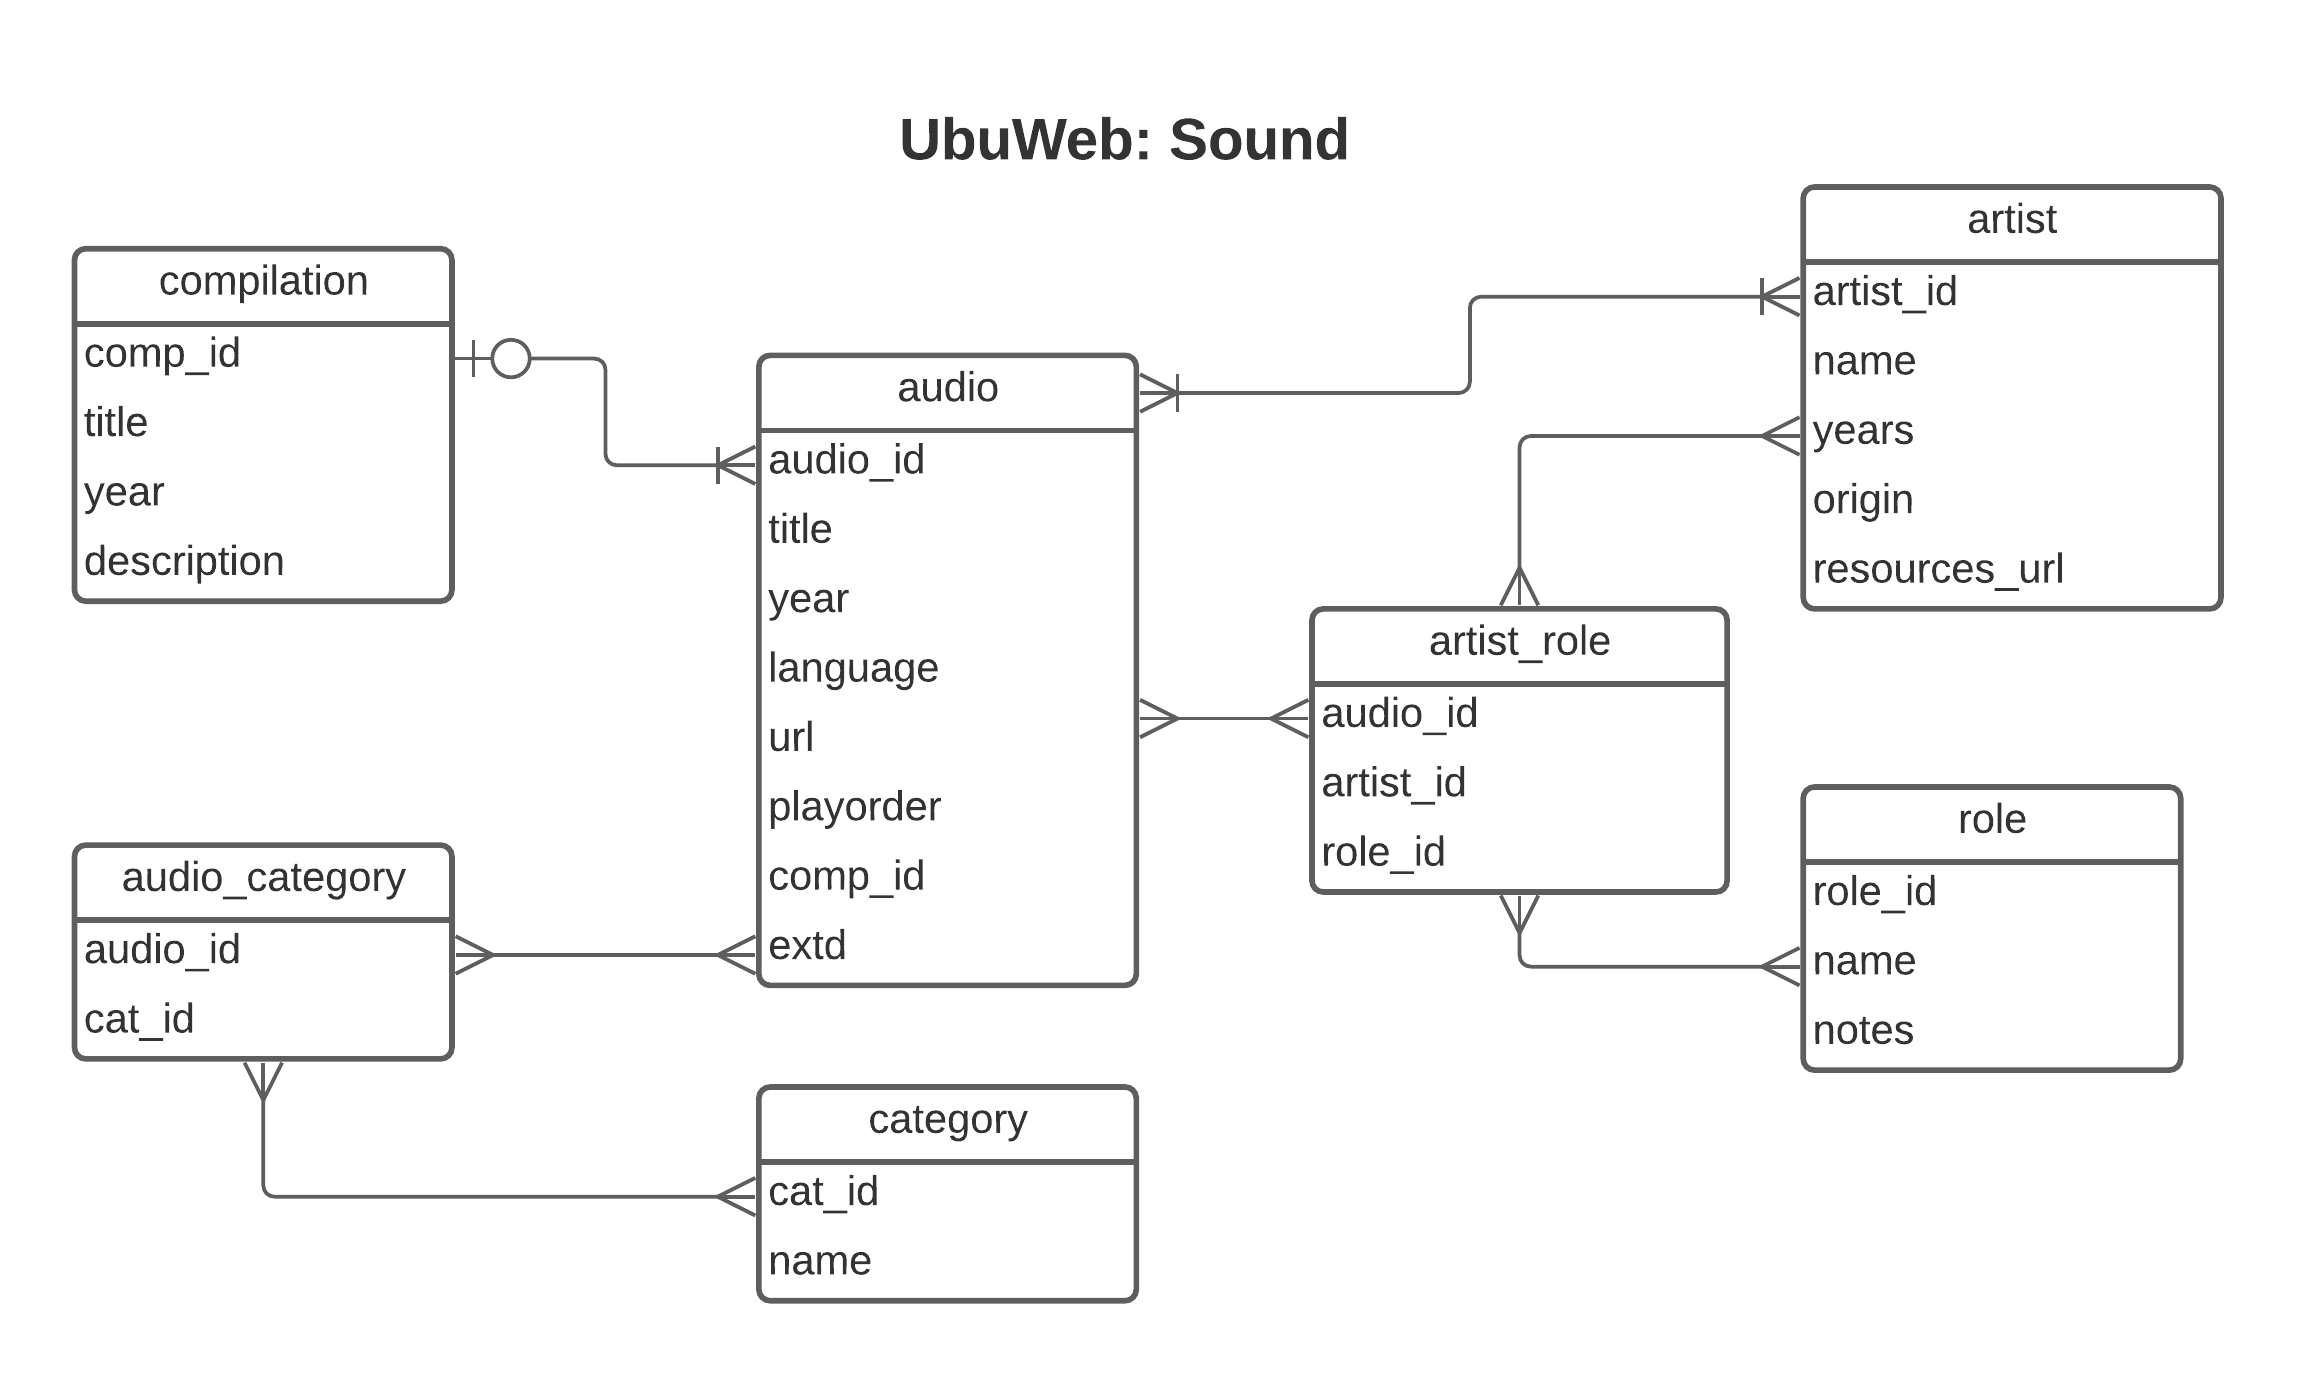 UbuWeb: Sound
compilation
comp_id
title
year
description
audio
audio_id
title
year
language
url
playorder
comp_id
extd
artist
artist_id
name
years
origin
resources_url
artist_role
audio_id
artist_id
role_id
role
role_id
name
notes
audio_category
audio_id
cat_id
category
cat_id
name